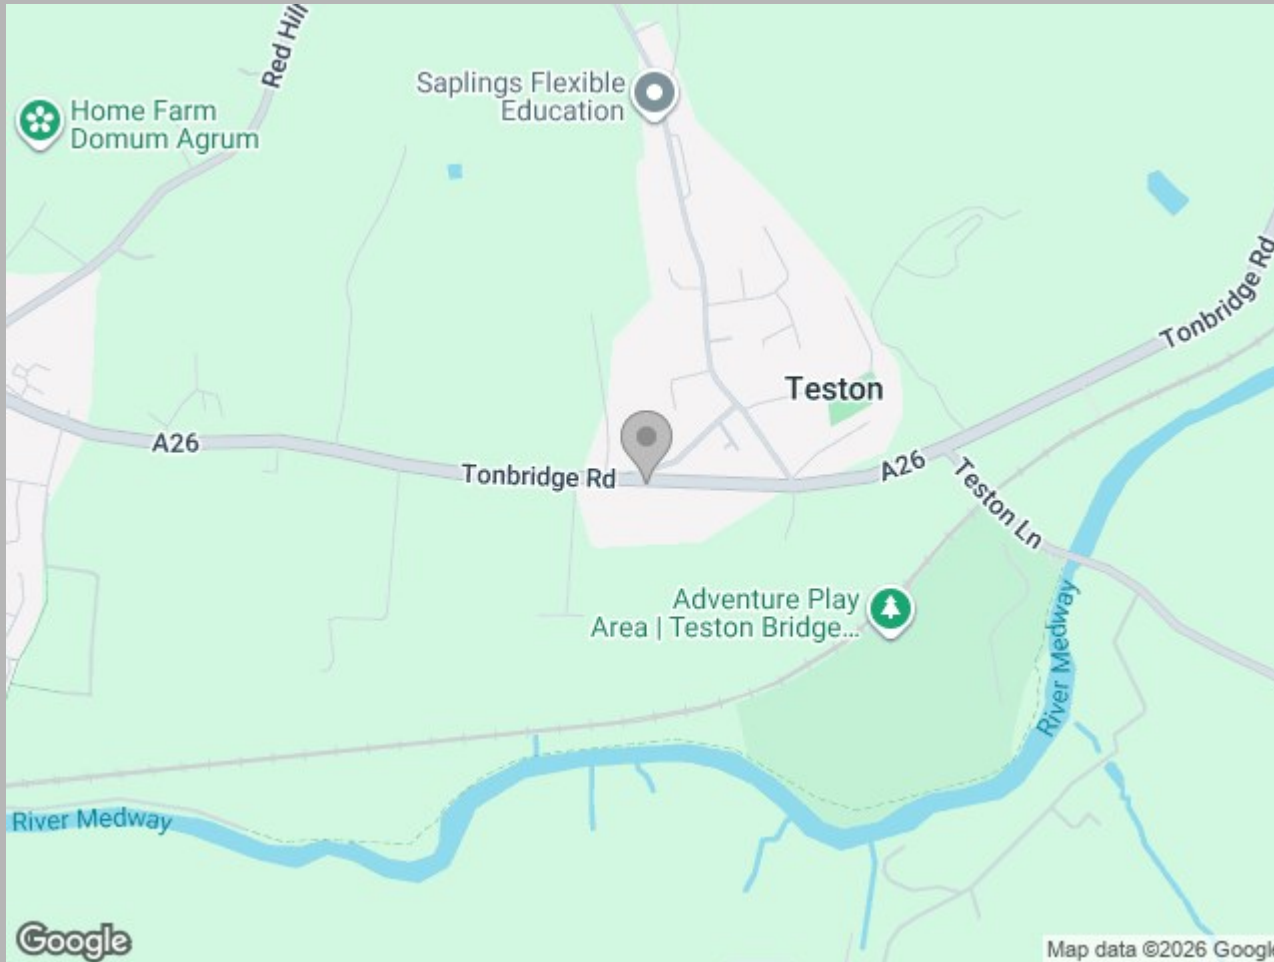 Red Hill
Saplings Flexible
Education
Home Farm
Domum Agrum
Tonbridge Rd
Teston
A26
Tonbridge Rd
A26
Teston Ln
Adventure Play
Area | Teston Bridge...
River Medway
River Medway
Google
Map data ©2026 Google